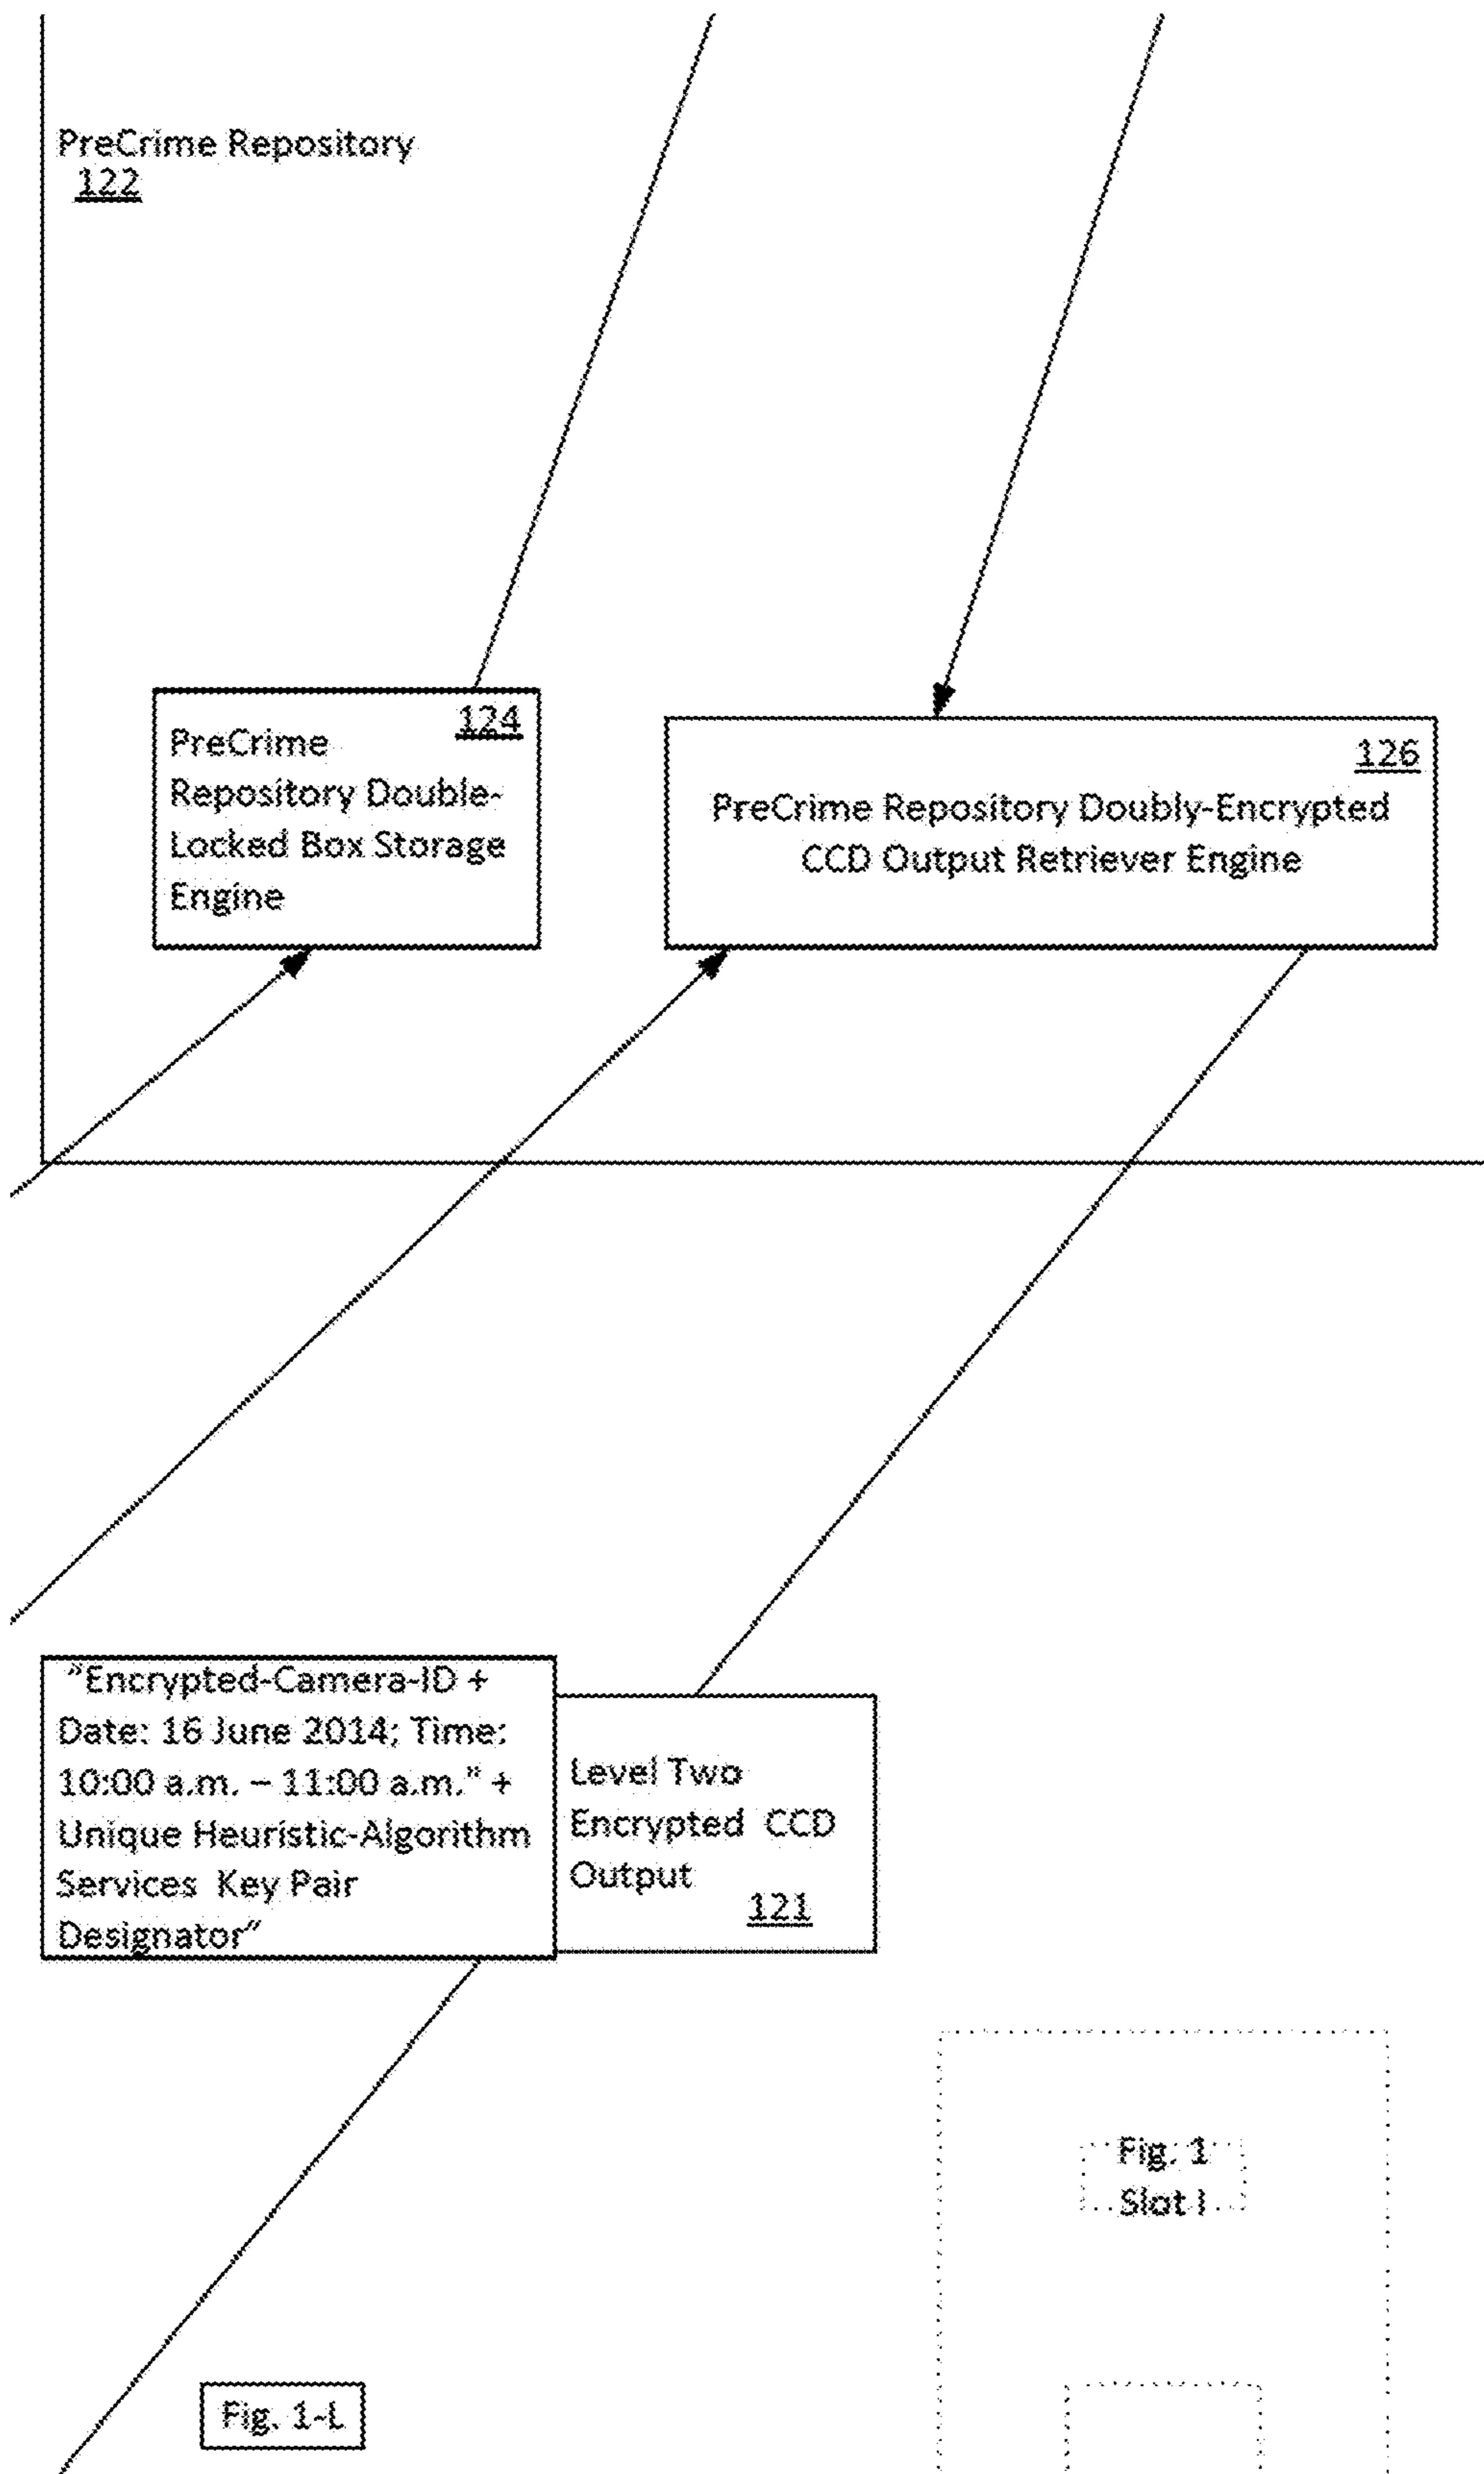 PreCrime Repository
122
124
PreCrime
Repository Double-
Locked Box Storage
Engine
126
PreCrime Repository Doubly-Encrypted
CCD Output Retriever Engine
"Encrypted-Camera-ID +
Date: 16 June 2014; Time:
10:00 a.m. – 11:00 a.m." +
Unique Heuristic-Algorithm
Services Key Pair
Designator"
Level Two
Encrypted CCD
Output
121
Fig. 1
Slot I
Fig. 1-L